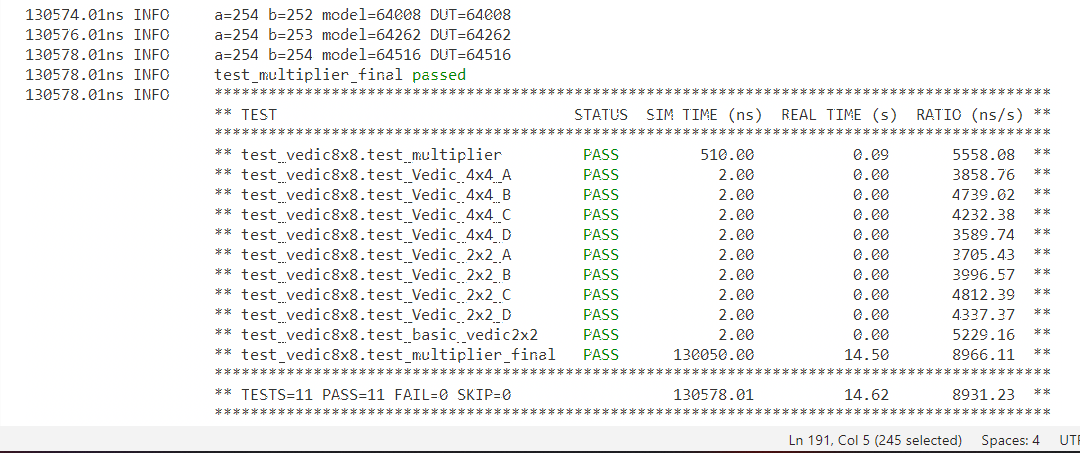 130574.01ns INFO     a=254 b=252 model=64008 DUT=64008
130576.01ns INFO     a=254 b=253 model=64262 DUT=64262
130578.01ns INFO     a=254 b=254 model=64516 DUT=64516
130578.01ns INFO     test_multiplier_final passed
130578.01ns INFO     *********************************************************************************************
** TEST                                 STATUS  SIM TIME (ns)  REAL TIME (s)  RATIO (ns/s) **
*********************************************************************************************
** test_vedic8x8.test_multiplier         PASS         510.00           0.09       5558.08  **
** test_vedic8x8.test_Vedic_4x4_A        PASS           2.00           0.00       3858.76  **
** test_vedic8x8.test_Vedic_4x4_B        PASS           2.00           0.00       4739.02  **
** test_vedic8x8.test_Vedic_4x4_C        PASS           2.00           0.00       4232.38  **
** test_vedic8x8.test_Vedic_4x4_D        PASS           2.00           0.00       3589.74  **
** test_vedic8x8.test_Vedic_2x2_A        PASS           2.00           0.00       3705.43  **
** test_vedic8x8.test_Vedic_2x2_B        PASS           2.00           0.00       3996.57  **
** test_vedic8x8.test_Vedic_2x2_C        PASS           2.00           0.00       4812.39  **
** test_vedic8x8.test_Vedic_2x2_D        PASS           2.00           0.00       4337.37  **
** test_vedic8x8.test_basic_vedic2x2     PASS           2.00           0.00       5229.16  **
** test_vedic8x8.test_multiplier_final   PASS      130050.00          14.50       8966.11  **
*********************************************************************************************
** TESTS=11 PASS=11 FAIL=0 SKIP=0                  130578.01          14.62       8931.23  **
*********************************************************************************************
Ln 191, Col 5 (245 selected)    Spaces: 4    UTF